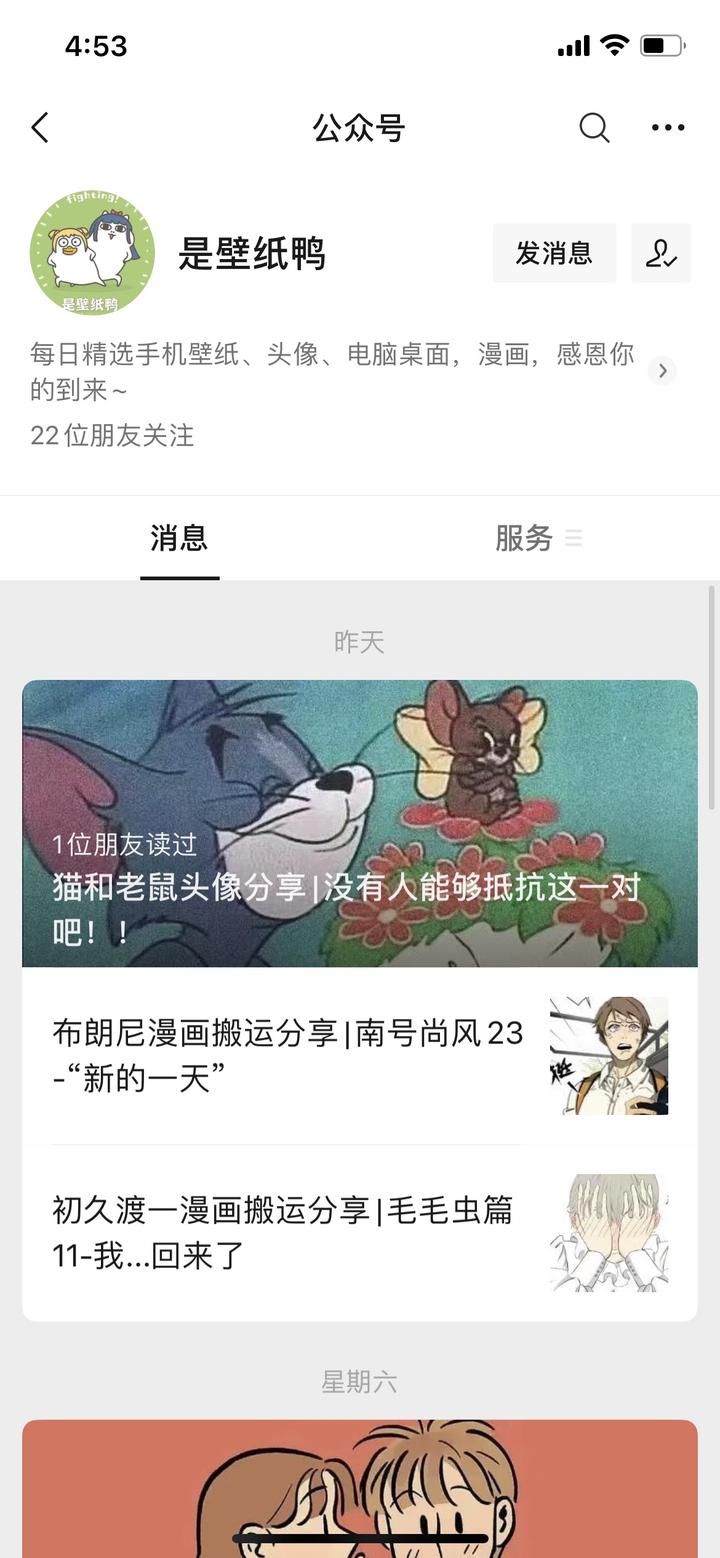 4:53
公众号
fighting!
是壁纸鸭
是壁纸鸭
发消息
每日精选手机壁纸、头像、电脑桌面，漫画，感恩你
的到来～
22位朋友关注
消息
服务
昨天
1位朋友读过
猫和老鼠头像分享|没有人能够抵抗这一对
吧！！
布朗尼漫画搬运分享|南号尚风23
-“新的一天”
初久渡一漫画搬运分享|毛毛虫篇
11-我...回来了
星期六